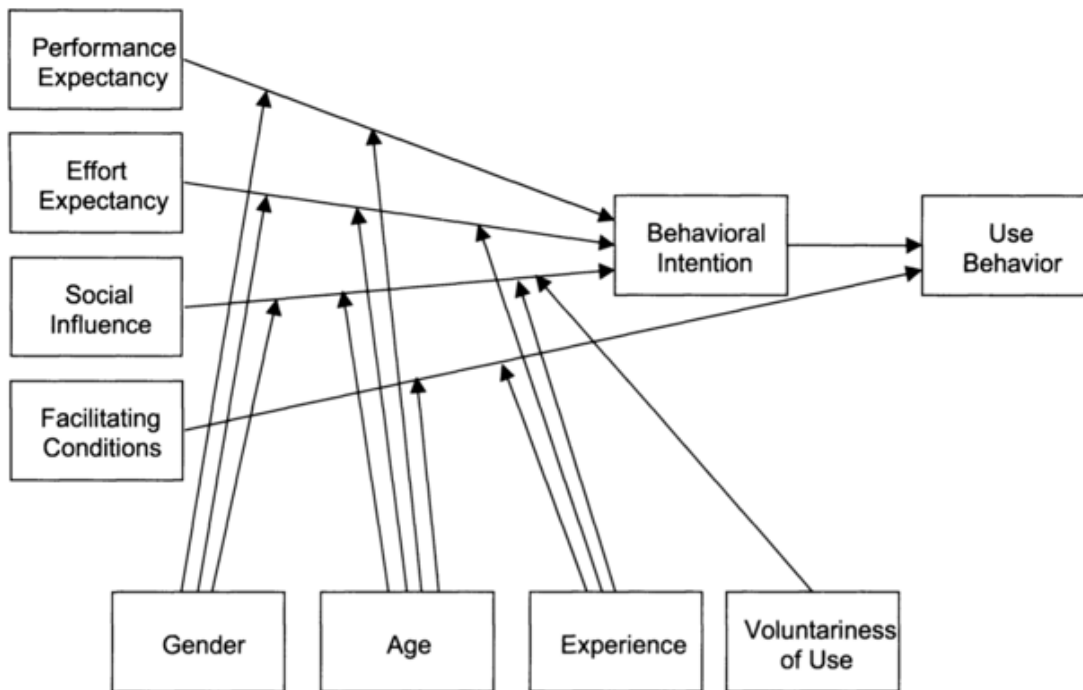 Performance
Expectancy
Effort
Expectancy
Social
Influence
Facilitating
Conditions
Behavioral
Intention
Use
Behavior
Gender
Age
Experience
Voluntariness
of Use